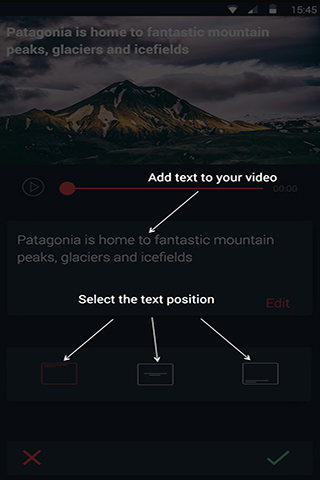 15:45
Patagonia is home to fantastic mountain
peaks, glaciers and icefields
Add text to your video
00:00
Patagonia is home to fantastic mountain
peaks, glaciers and icefields
Select the text position
Edit